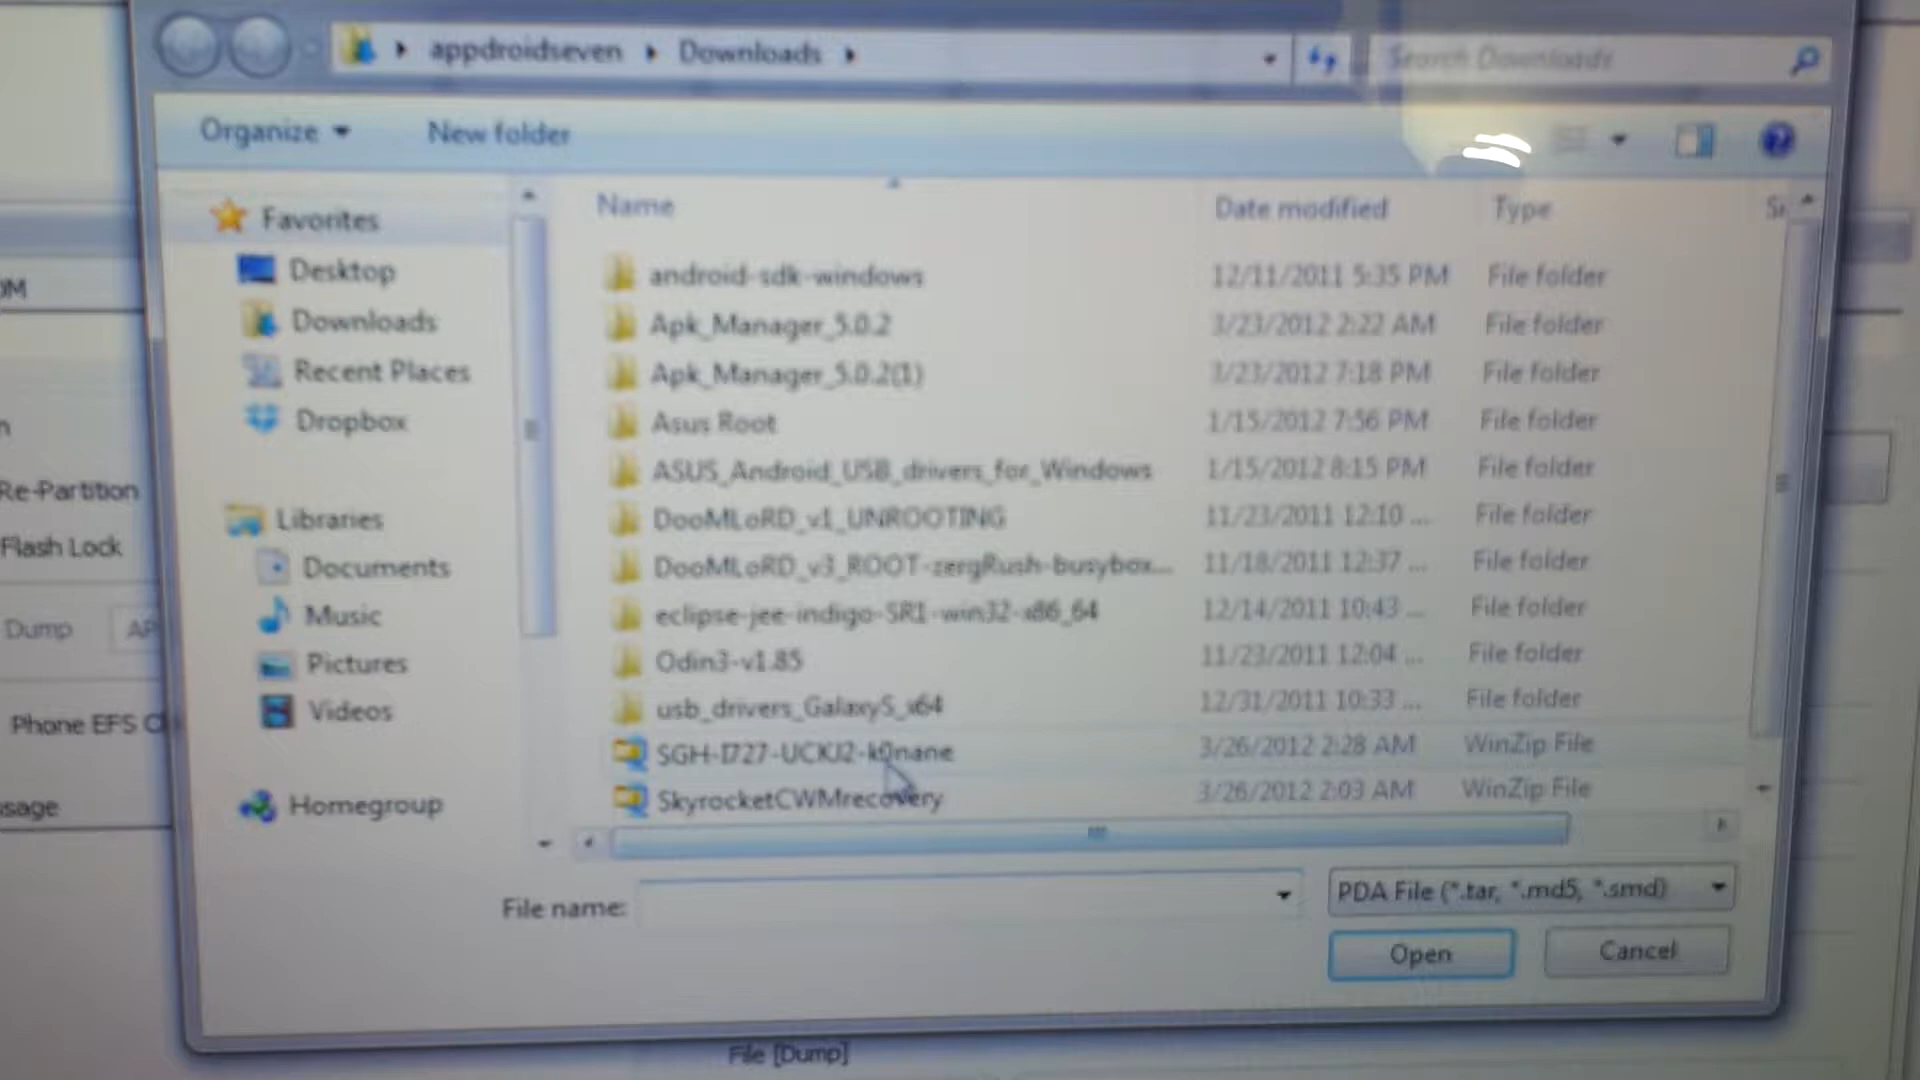 appdroidseven Downloads
Search Downloads
Organize New folder
Name Date modified Type
Favorites
Desktop
Downloads
Recent Places
Dropbox
Libraries
Documents
Music
Pictures
Videos
Homegroup
android-sdk-windows 12/11/2011 5:35 PM File folder
Apk_Manager_5.0.2 3/23/2012 2:22 AM File folder
Apk_Manager_5.0.2(1) 3/23/2012 7:18 PM File folder
Asus Root 1/15/2012 7:56 PM File folder
ASUS_Android_USB_drivers_for_Windows 1/15/2012 8:15 PM File folder
DooMLoRD_v1_UNROOTING 11/23/2011 12:10 ... File folder
DooMLoRD_v3_ROOT-zergRush-busybox... 11/18/2011 12:37 ... File folder
eclipse-jee-indigo-SR1-win32-x86_64 12/14/2011 10:43 ... File folder
Odin3-v1.85 11/23/2011 12:04 ... File folder
usb_drivers_GalaxyS_x64 12/31/2011 10:33 ... File folder
SGH-I727-UCKJ2-k0nane 3/26/2012 2:28 AM WinZip File
SkyrocketCWMrecovery 3/26/2012 2:03 AM WinZip File
File name: PDA File (*.tar, *.md5, *.smd)
Open Cancel
Re-Partition
Flash Lock
Dump AP
Phone EFS C
File [Dump]